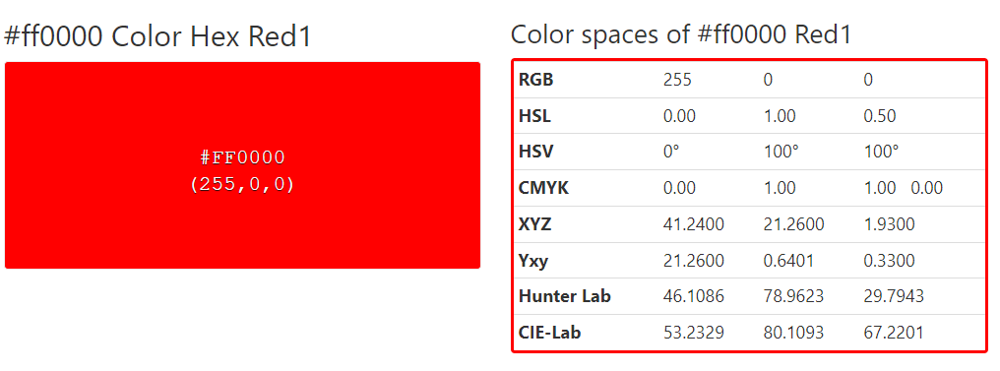 #ff0000 Color Hex Red1
#FF0000
(255,0,0)
Color spaces of #ff0000 Red1
RGB 255 0 0
HSL 0.00 1.00 0.50
HSV 0° 100° 100°
CMYK 0.00 1.00 1.00 0.00
XYZ 41.2400 21.2600 1.9300
Yxy 21.2600 0.6401 0.3300
Hunter Lab 46.1086 78.9623 29.7943
CIE-Lab 53.2329 80.1093 67.2201